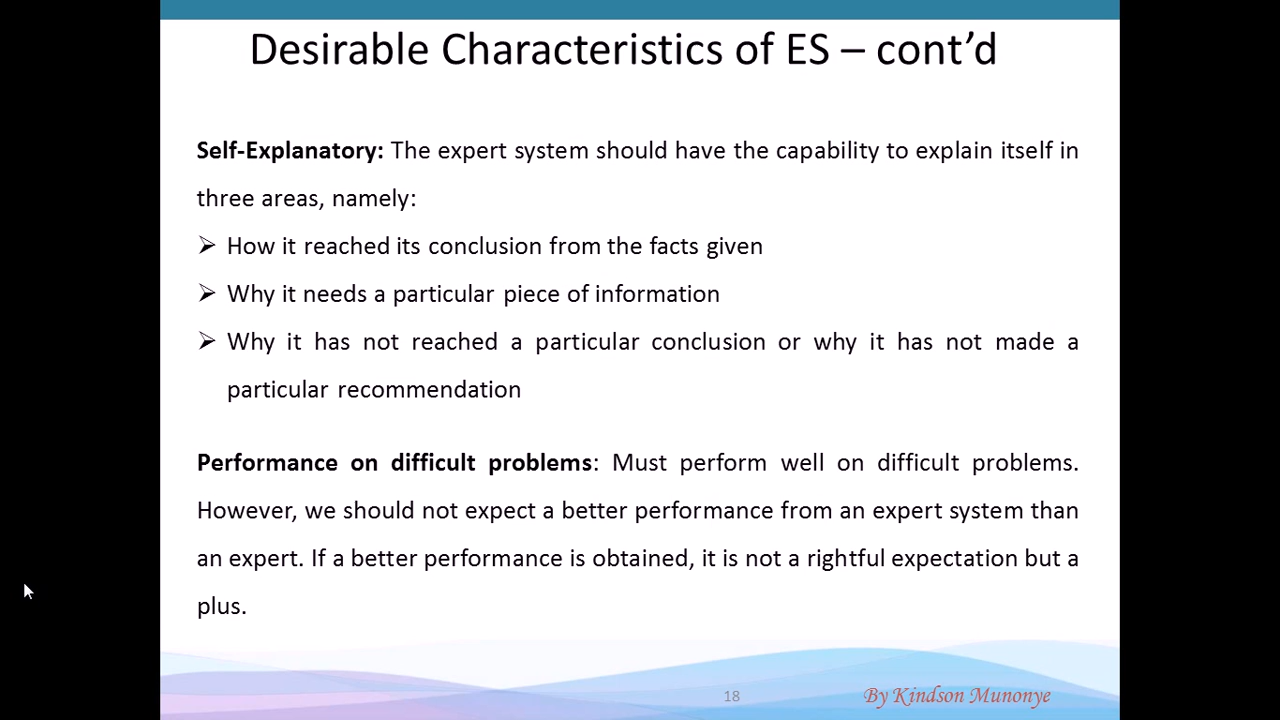 Desirable Characteristics of ES – cont’d
Self-Explanatory: The expert system should have the capability to explain itself in
three areas, namely:
➢ How it reached its conclusion from the facts given
➢ Why it needs a particular piece of information
➢ Why it has not reached a particular conclusion or why it has not made a
particular recommendation
Performance on difficult problems: Must perform well on difficult problems.
However, we should not expect a better performance from an expert system than
an expert. If a better performance is obtained, it is not a rightful expectation but a
plus.
18
By Kindson Munonye